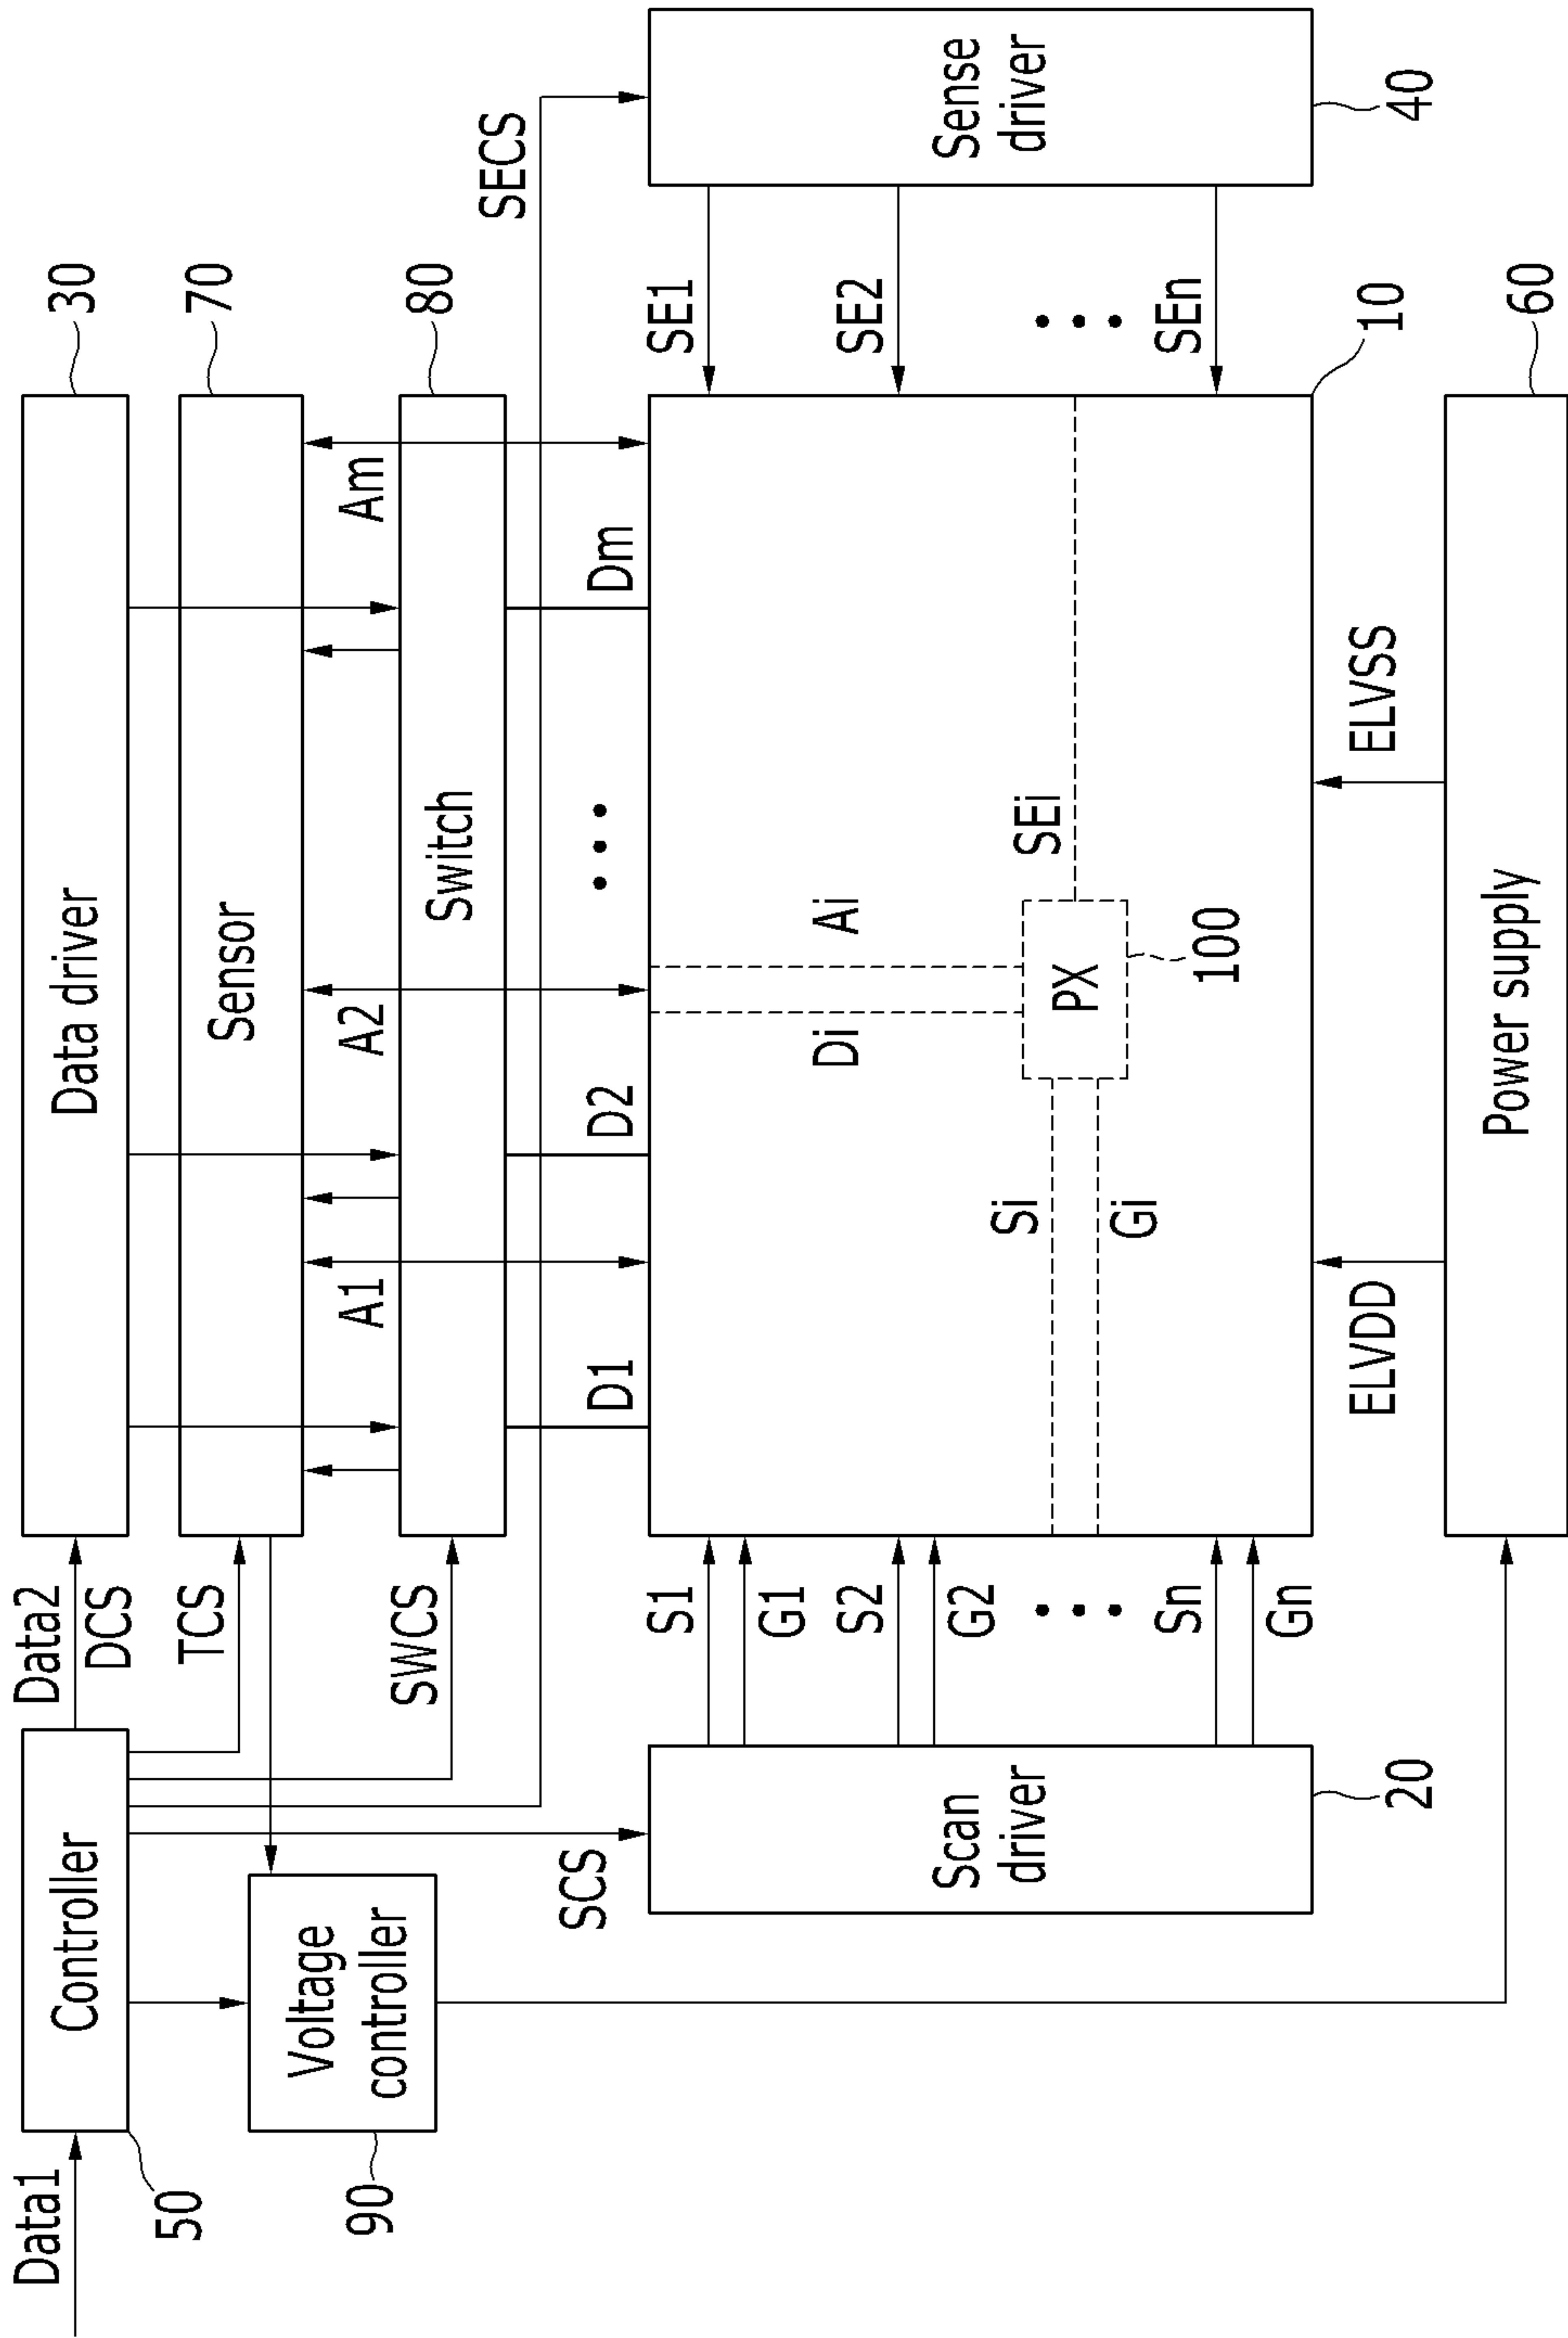 Data1
Controller
50
Data2
DCS
Data driver
30
TCS
Sensor
70
Voltage
controller
90
SWCS
Switch
80
A1
A2
Am
SECS
SCS
D1
D2
Dm
Scan
driver
20
S1
G1
S2
G2
Sn
Gn
Di
Ai
Si
Gi
PX
100
SEi
SE1
SE2
SEn
10
Sense
driver
40
ELVDD
ELVSS
Power supply
60